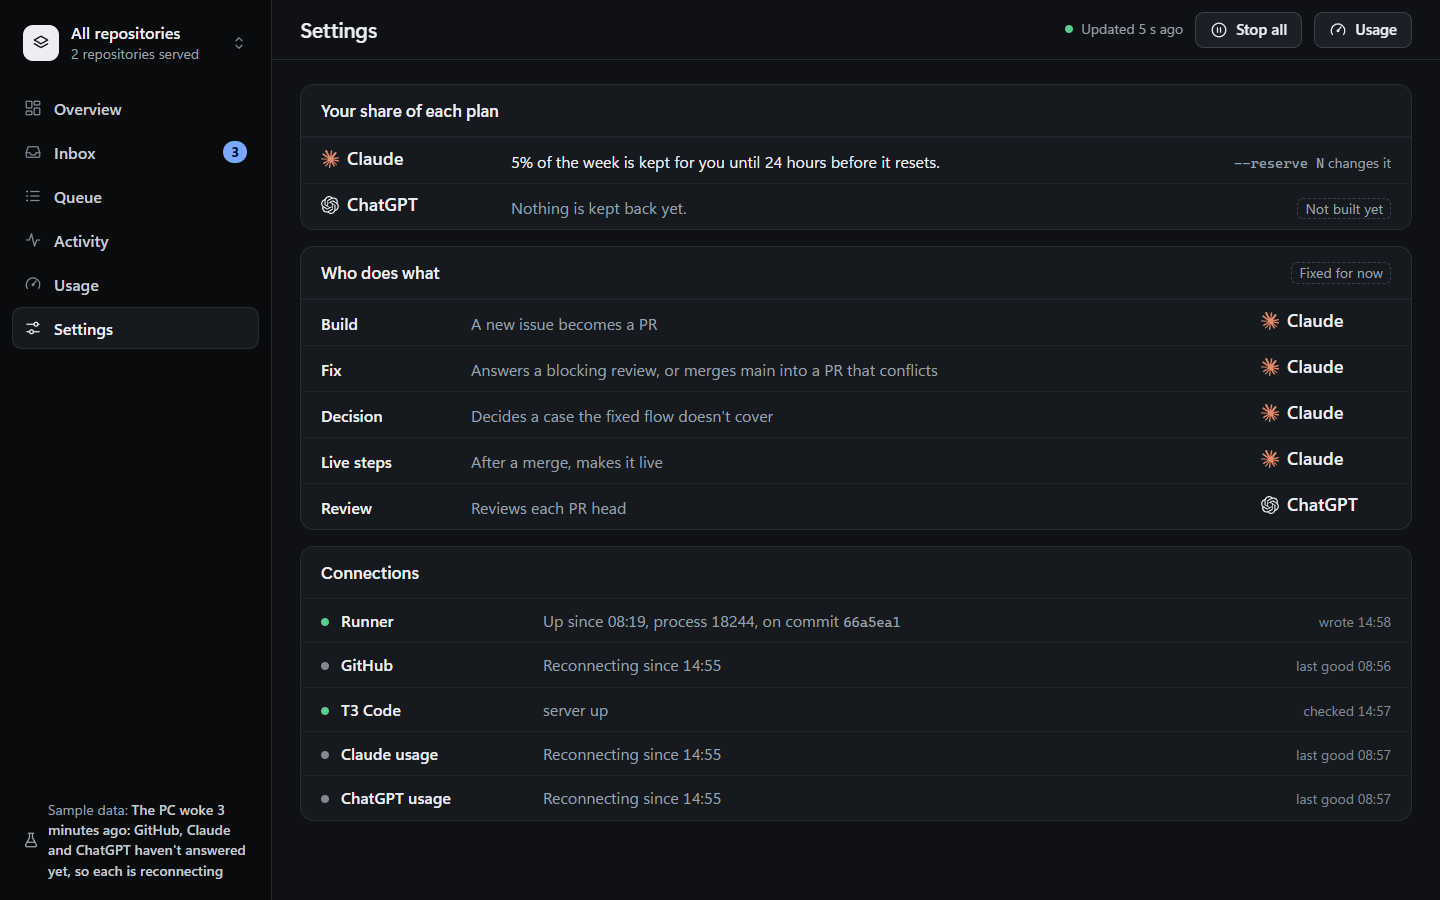 All repositories
2 repositories served
Overview
Inbox 3
Queue
Activity
Usage
Settings
Sample data: The PC woke 3
minutes ago: GitHub, Claude
and ChatGPT haven't answered
yet, so each is reconnecting
Settings
Updated 5 s ago
Stop all
Usage
Your share of each plan
Claude 5% of the week is kept for you until 24 hours before it resets. --reserve N changes it
ChatGPT Nothing is kept back yet. Not built yet
Who does what Fixed for now
Build A new issue becomes a PR Claude
Fix Answers a blocking review, or merges main into a PR that conflicts Claude
Decision Decides a case the fixed flow doesn't cover Claude
Live steps After a merge, makes it live Claude
Review Reviews each PR head ChatGPT
Connections
Runner Up since 08:19, process 18244, on commit 66a5ea1 wrote 14:58
GitHub Reconnecting since 14:55 last good 08:56
T3 Code server up checked 14:57
Claude usage Reconnecting since 14:55 last good 08:57
ChatGPT usage Reconnecting since 14:55 last good 08:57